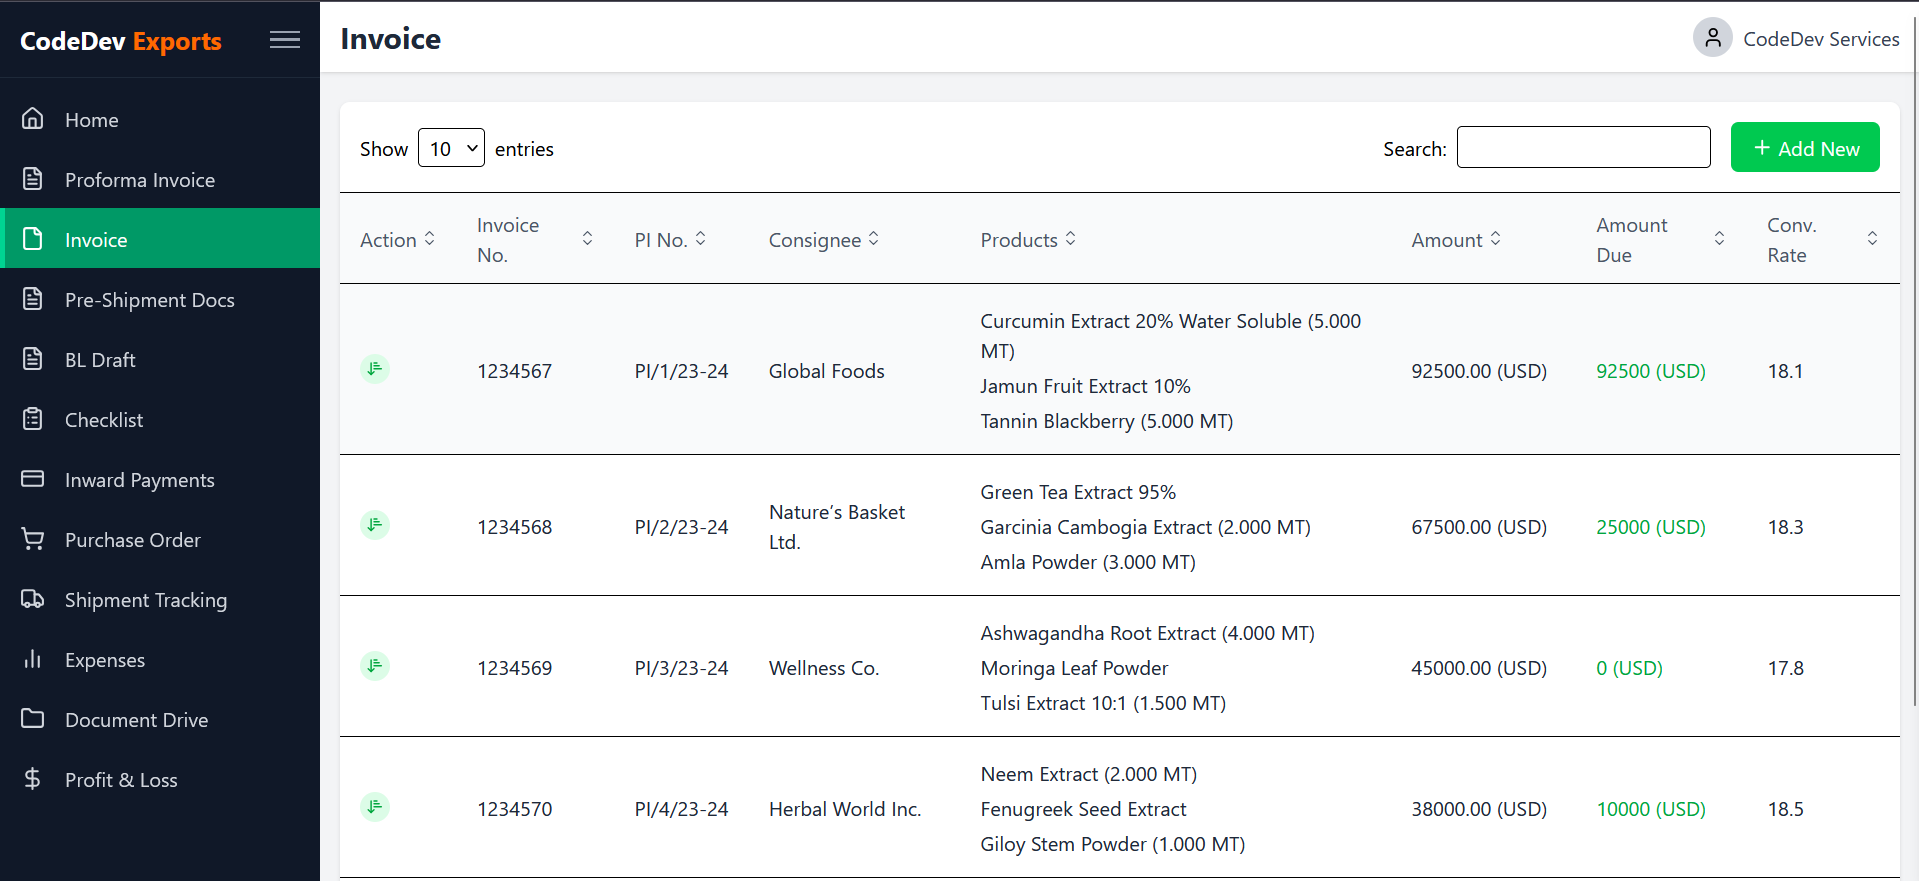 CodeDev Exports
Home
Proforma Invoice
Invoice
Pre-Shipment Docs
BL Draft
Checklist
Inward Payments
Purchase Order
Shipment Tracking
Expenses
Document Drive
Profit & Loss
Invoice
CodeDev Services
Show 10 entries
Search:
+ Add New
Action
Invoice
No.
PI No.
Consignee
Products
Amount
Amount
Due
Conv.
Rate
1234567
PI/1/23-24
Global Foods
Curcumin Extract 20% Water Soluble (5.000
MT)
Jamun Fruit Extract 10%
Tannin Blackberry (5.000 MT)
92500.00 (USD)
92500 (USD)
18.1
1234568
PI/2/23-24
Nature’s Basket
Ltd.
Green Tea Extract 95%
Garcinia Cambogia Extract (2.000 MT)
Amla Powder (3.000 MT)
67500.00 (USD)
25000 (USD)
18.3
1234569
PI/3/23-24
Wellness Co.
Ashwagandha Root Extract (4.000 MT)
Moringa Leaf Powder
Tulsi Extract 10:1 (1.500 MT)
45000.00 (USD)
0 (USD)
17.8
1234570
PI/4/23-24
Herbal World Inc.
Neem Extract (2.000 MT)
Fenugreek Seed Extract
Giloy Stem Powder (1.000 MT)
38000.00 (USD)
10000 (USD)
18.5